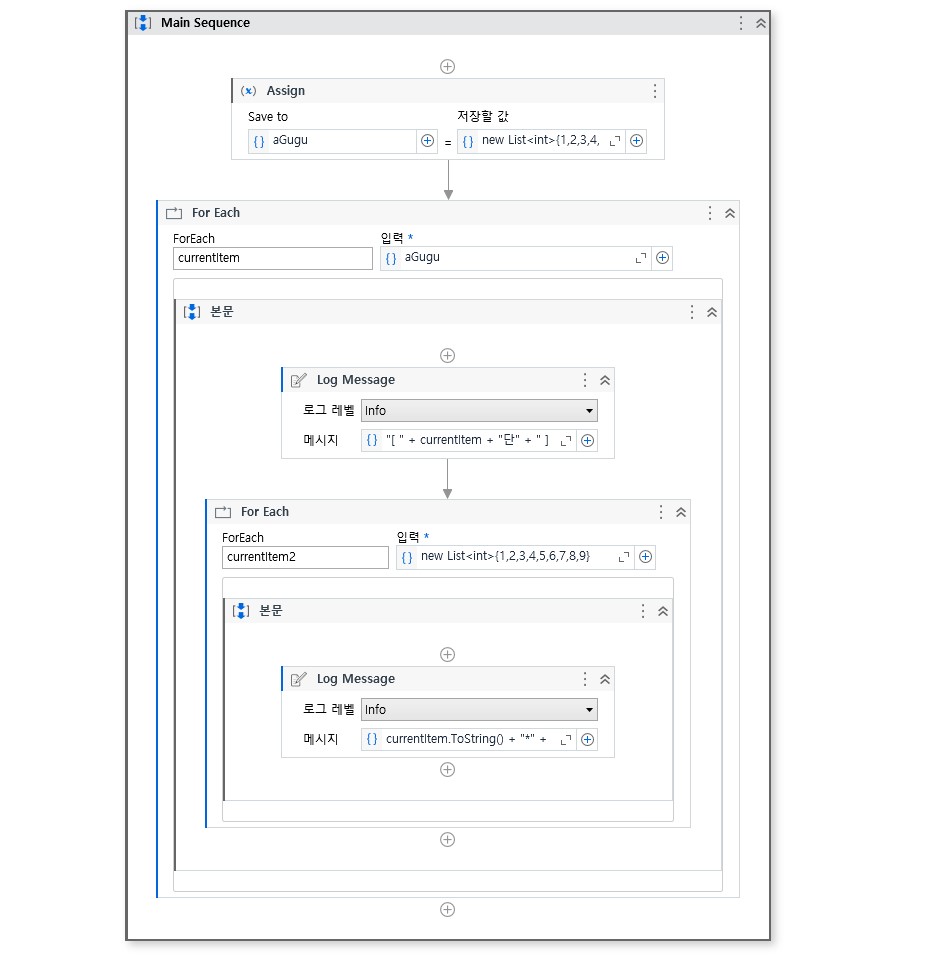 Main Sequence
(x) Assign
Save to 저장할 값
{} aGugu = {} new List<int>{1,2,3,4,
For Each
ForEach 입력 *
currentItem {} aGugu
본문
Log Message
로그 레벨 Info
메시지 {} "[ " + currentItem + "단" + " ]
For Each
ForEach 입력 *
currentItem2 {} new List<int>{1,2,3,4,5,6,7,8,9}
본문
Log Message
로그 레벨 Info
메시지 {} currentItem.ToString() + "*" +